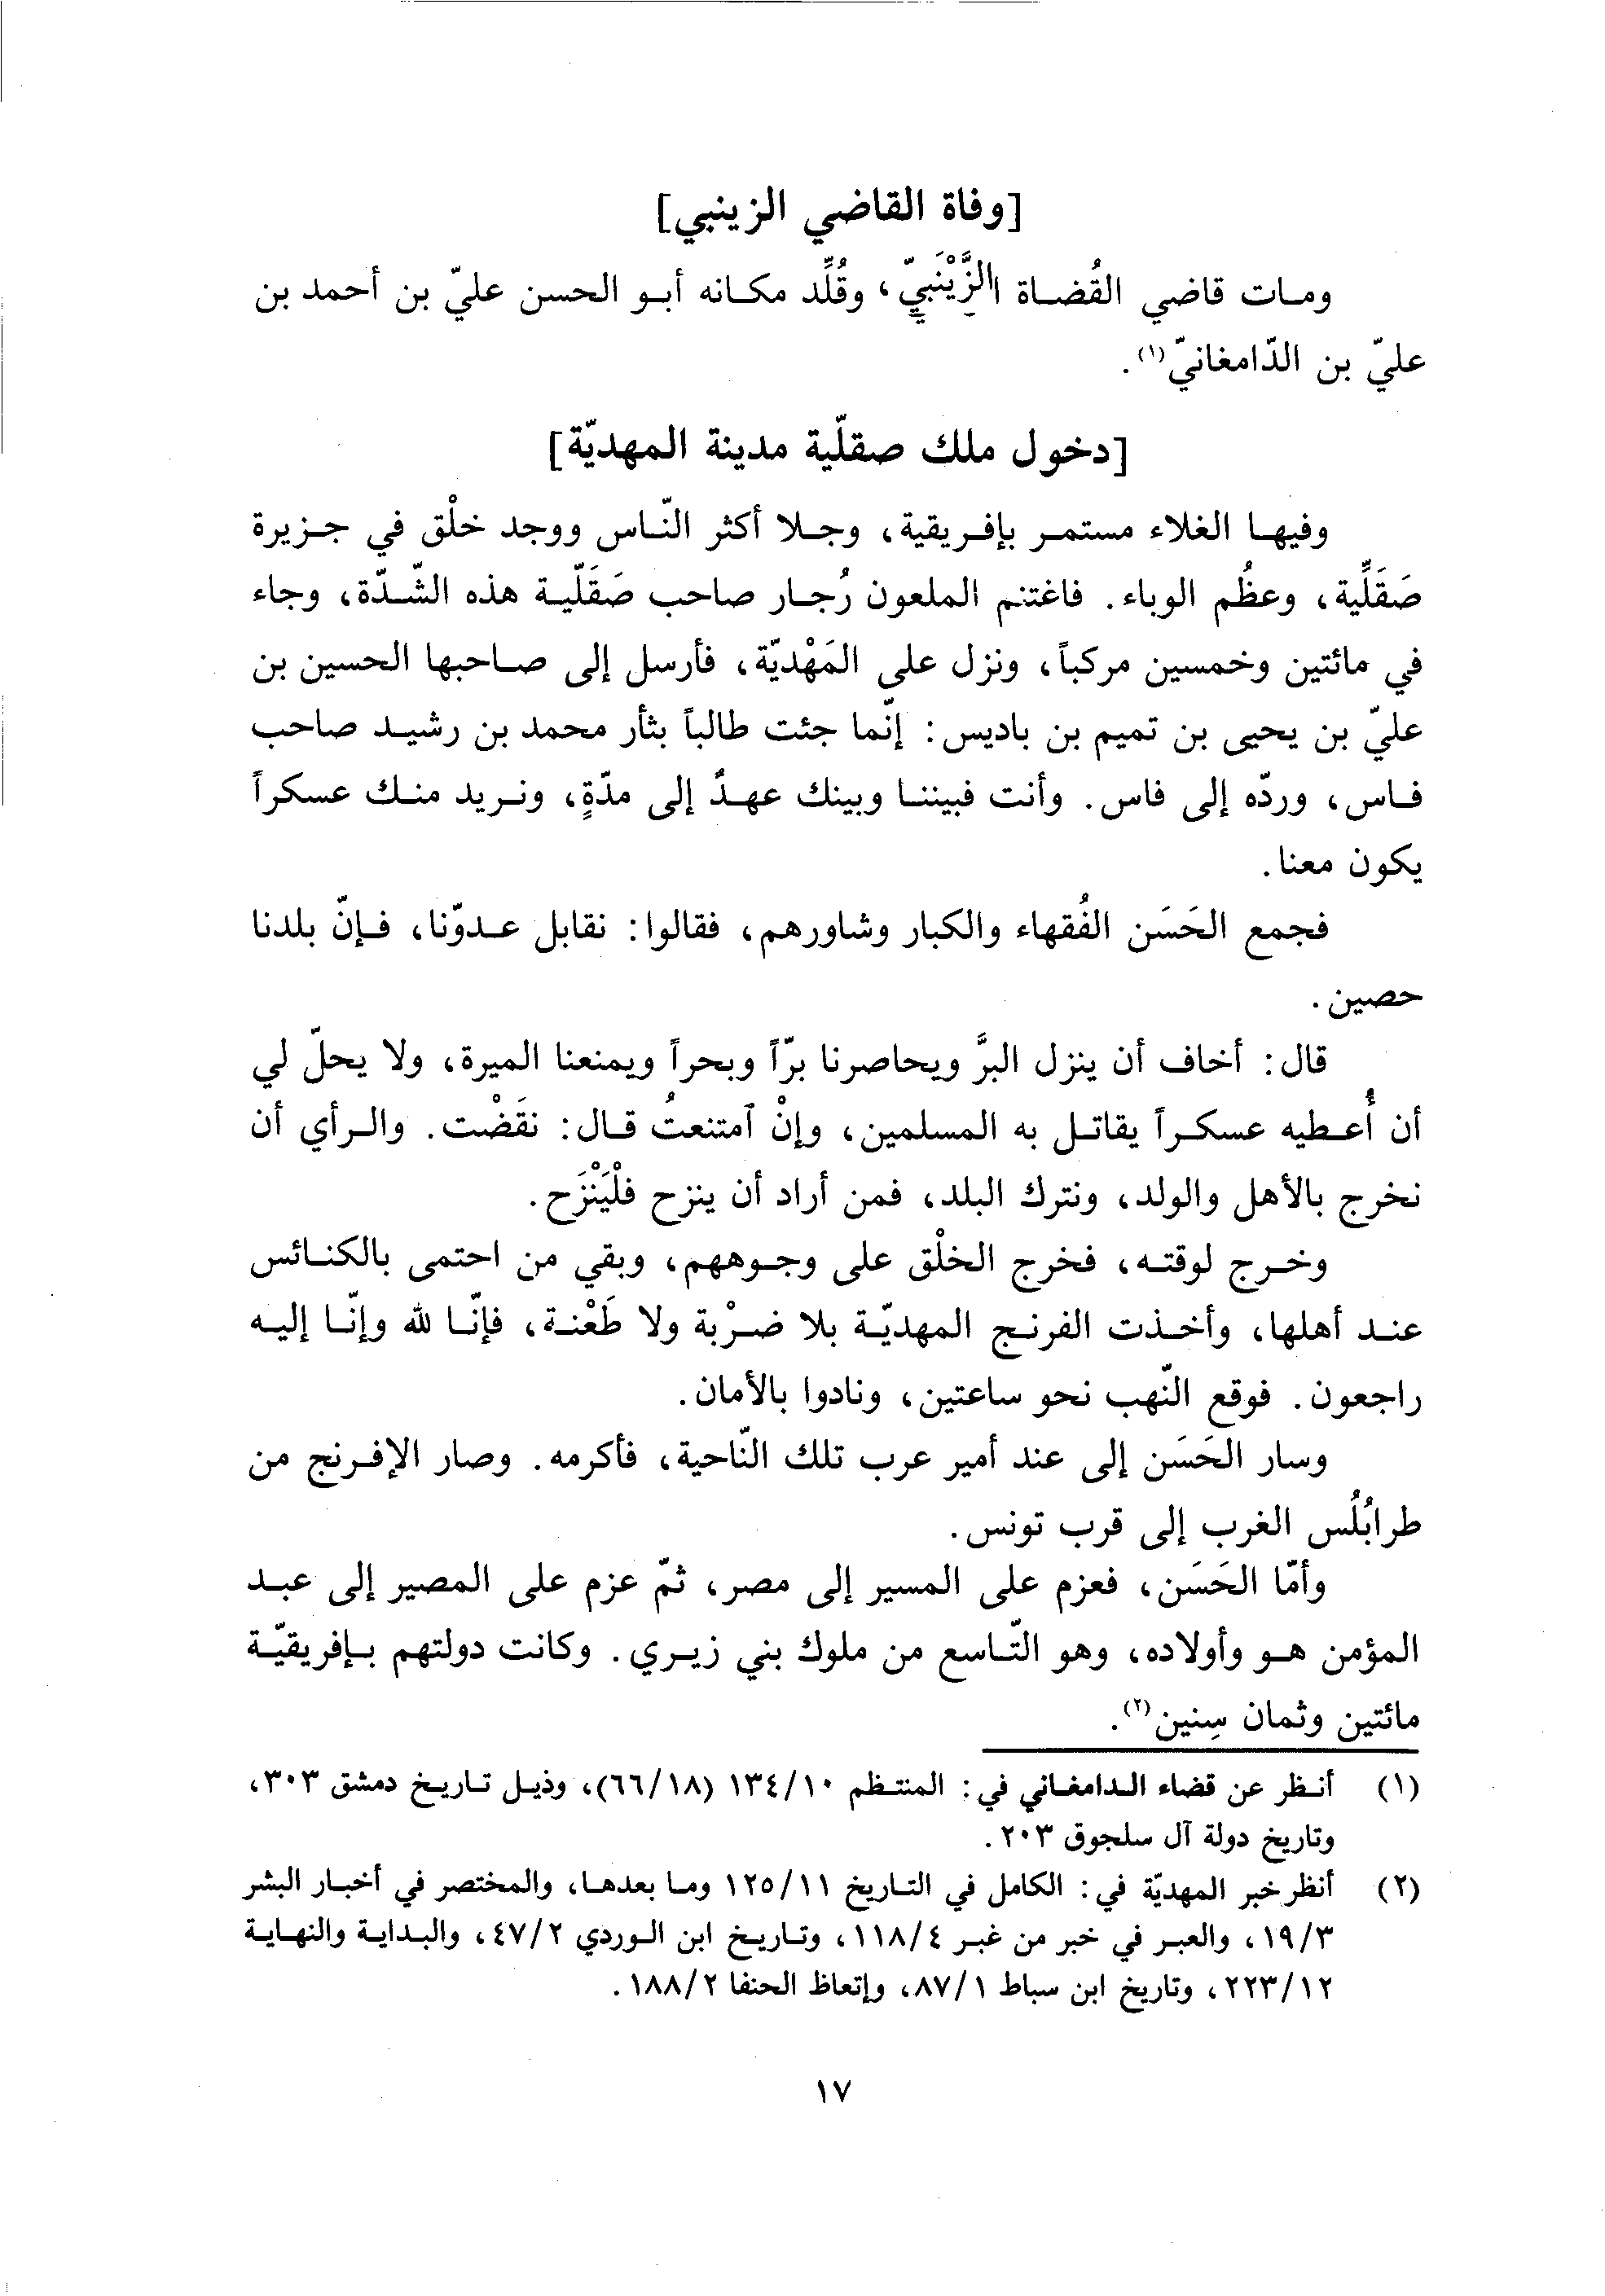 [وفاة القاضي الزينبي]
ومات قاضي القُضاة الزَّيْنَبيّ، وقُلِّد مكانه أبو الحسن عليّ بن أحمد بن
عليّ بن الدّامغانيّ(١).
[دخول ملك صقلّية مدينة المهديّة]
وفيها الغلاء مستمر بإفريقية، وجلا أكثر النّاس ووجد خلْق في جزيرة
صَقَلِّية، وعظُم الوباء. فاغتنم الملعون رُجار صاحب صَقَلّية هذه الشّدّة، وجاء
في مائتين وخمسين مركباً، ونزل على المَهْديّة، فأرسل إلى صاحبها الحسين بن
عليّ بن يحيى بن تميم بن باديس: إنّما جئت طالباً بثأر محمد بن رشيد صاحب
فاس، وردّه إلى فاس. وأنت فبيننا وبينك عهدٌ إلى مدّةٍ، ونريد منك عسكراً
يكون معنا.
فجمع الحَسَن الفُقهاء والكبار وشاورهم، فقالوا: نقابل عدوّنا، فإنّ بلدنا
حصين.
قال: أخاف أن ينزل البرَّ ويحاصرنا برّاً وبحراً ويمنعنا الميرة، ولا يحلّ لي
أن أُعطيه عسكراً يقاتل به المسلمين، وإنْ آمتنعتُ قال: نقَضْت. والرأي أن
نخرج بالأهل والولد، ونترك البلد، فمن أراد أن ينزح فلْيَنْزَح.
وخرج لوقته، فخرج الخلْق على وجوههم، وبقي من احتمى بالكنائس
عند أهلها، وأخذت الفرنج المهديّة بلا ضرْبة ولا طَعْنة، فإنّا لله وإنّا إليه
راجعون. فوقع النّهب نحو ساعتين، ونادوا بالأمان.
وسار الحَسَن إلى عند أمير عرب تلك النّاحية، فأكرمه. وصار الإفرنج من
طرابُلُس الغرب إلى قرب تونس.
وأمّا الحَسَن، فعزم على المسير إلى مصر، ثمّ عزم على المصير إلى عبد
المؤمن هو وأولاده، وهو التّاسع من ملوك بني زيري. وكانت دولتهم بإفريقيّة
مائتين وثمان سِنين(٢).
(١) أنظر عن قضاء الدامغاني في: المنتظم ١٣٤/١٠ (٦٦/١٨)، وذيل تاريخ دمشق ٣٠٣،
وتاريخ دولة آل سلجوق ٢٠٣.
(٢) أنظر خبر المهديّة في: الكامل في التاريخ ١٢٥/١١ وما بعدها، والمختصر في أخبار البشر
١٩/٣، والعبر في خبر من غبر ١١٨/٤، وتاريخ ابن الوردي ٤٧/٢، والبداية والنهاية
٢٢٣/١٢، وتاريخ ابن سباط ٨٧/١، وإتعاظ الحنفا ١٨٨/٢.
١٧